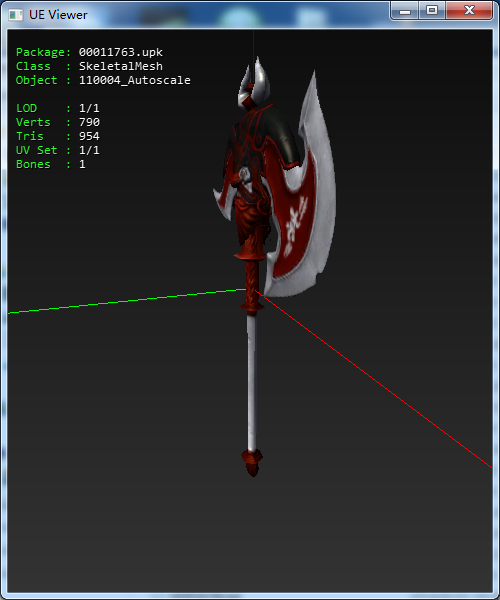 UE Viewer
Package: 00011763.upk
Class : SkeletalMesh
Object : 110004_Autoscale
LOD : 1/1
Verts : 790
Tris : 954
UV Set : 1/1
Bones : 1